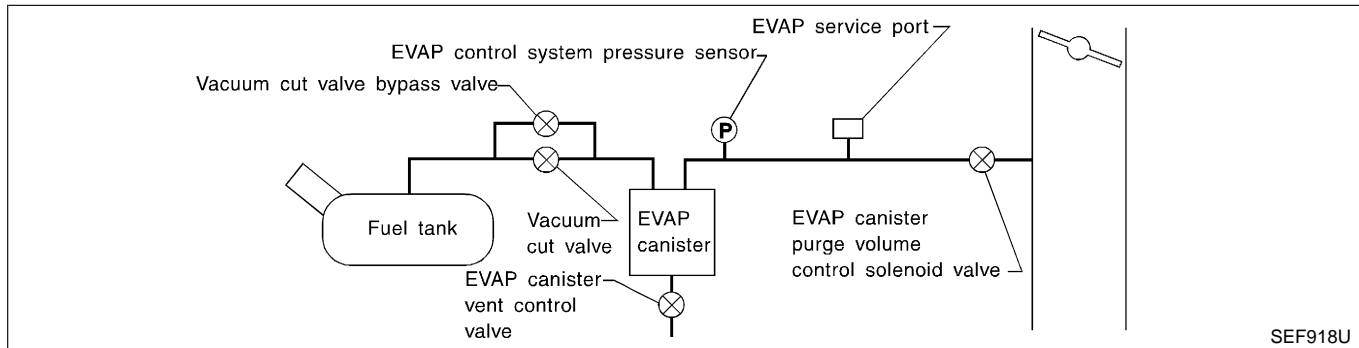 EVAP service port
EVAP control system pressure sensor
Vacuum cut valve bypass valve
P
Fuel tank
Vacuum
cut valve
EVAP
canister
EVAP canister
purge volume
control solenoid valve
EVAP canister
vent control
valve
SEF918U